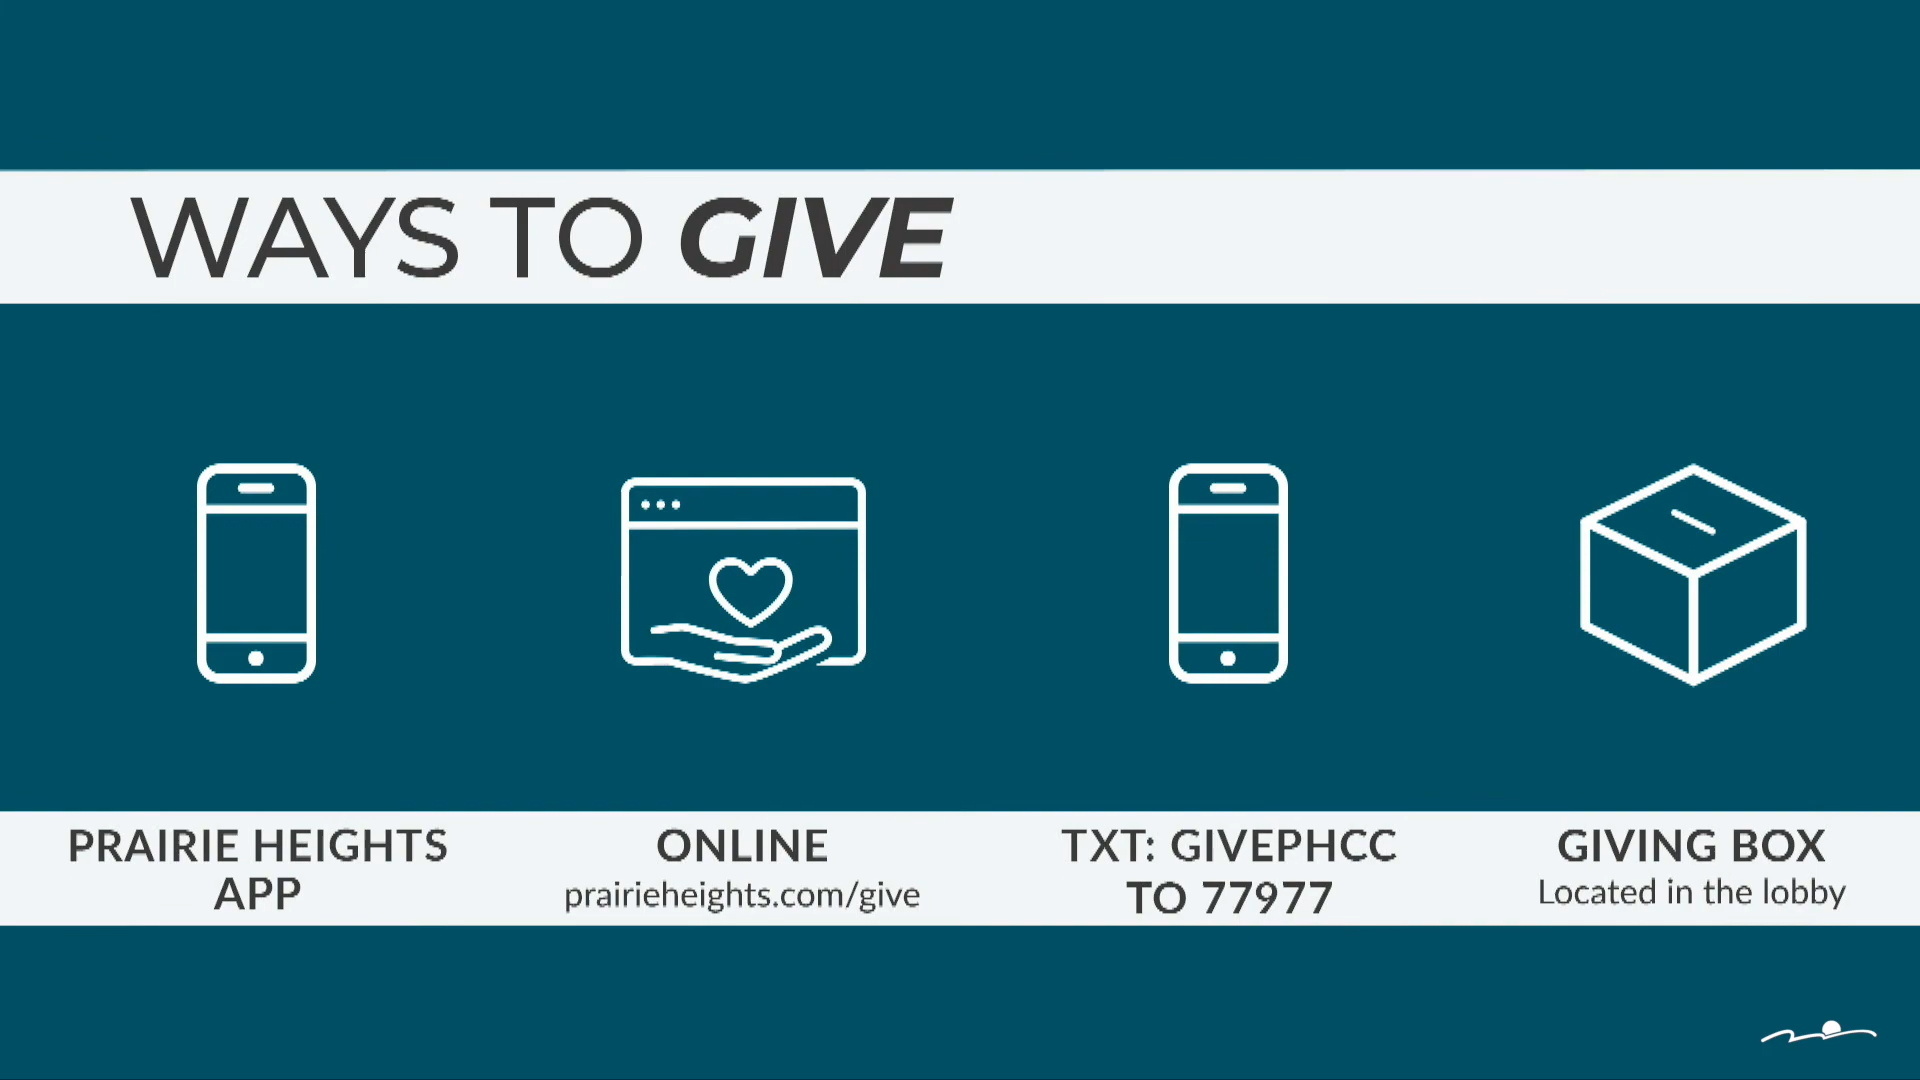 WAYS TO GIVE
PRAIRIE HEIGHTS
APP
ONLINE
prairieheights.com/give
TXT: GIVEPHCC
TO 77977
GIVING BOX
Located in the lobby